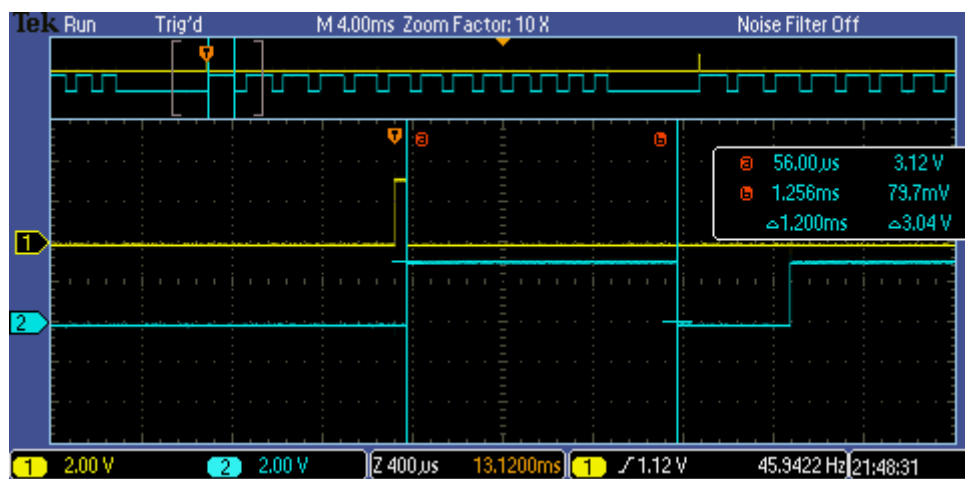 Tek Run Trig'd M 4.00ms Zoom Factor: 10 X Noise Filter Off
T
T a b
a 56.00µs 3.12 V
b 1.256ms 79.7mV
△1.200ms △3.04 V
1
2
1 2.00 V 2 2.00 V Z 400µs 13.1200ms 1 1.12 V 45.9422 Hz 21:48:31